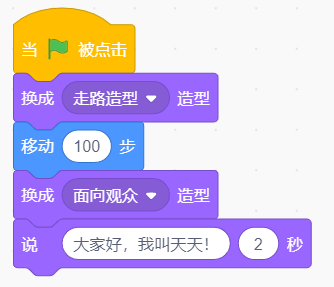 当 被点击
换成 走路造型 造型
移动 100 步
换成 面向观众 造型
说 大家好，我叫天天！ 2 秒